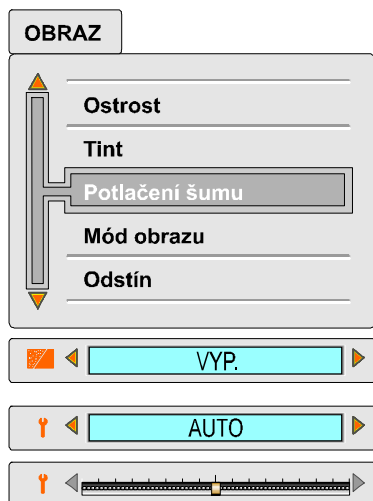 OBRAZ
Ostrost
Tint
Potlačení šumu
Mód obrazu
Odstín
VYP.
AUTO